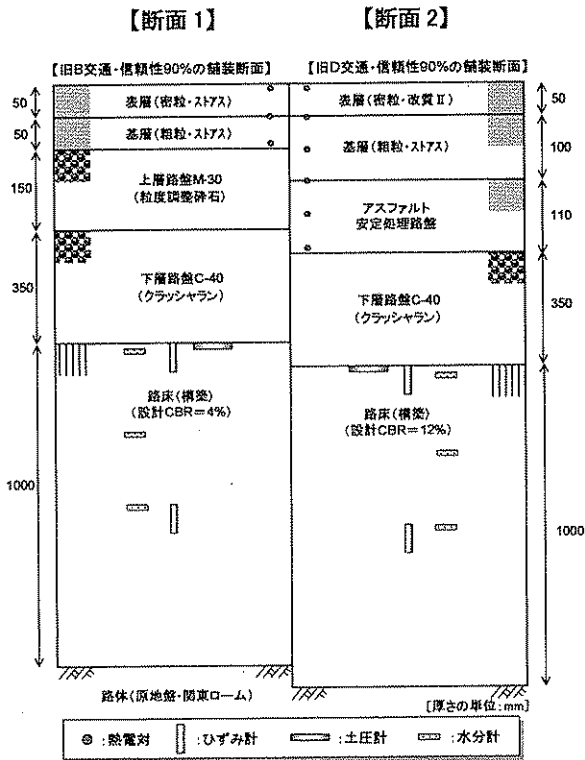 【断面1】
【旧B交通・信頼性90%の舗装断面】
50
表層(密粒・ストアス)
50
基層(粗粒・ストアス)
150
上層路盤M-30
(粒度調整砕石)
350
下層路盤C-40
(クラッシャラン)
路床(構築)
(設計CBR=4%)
1000
路体(原地盤・関東ローム)
【断面2】
【旧D交通・信頼性90%の舗装断面】
表層(密粒・改質Ⅱ)
50
基層(粗粒・ストアス)
100
アスファルト
安定処理路盤
110
下層路盤C-40
(クラッシャラン)
350
路床(構築)
(設計CBR=12%)
1000
[厚さの単位:mm]
:熱電対
:ひずみ計
:土圧計
:水分計